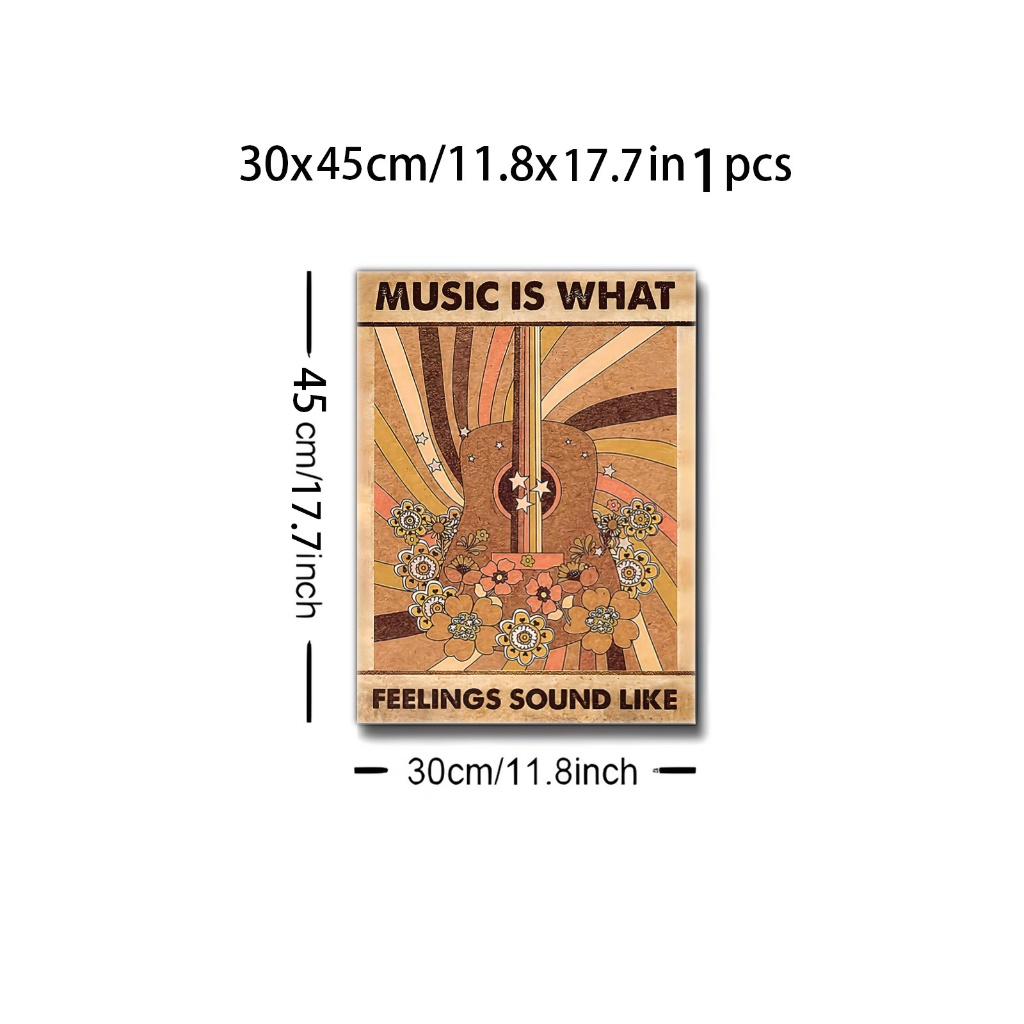 30x45cm/11.8x17.7in 1 pcs
MUSIC IS WHAT
45 cm/17.7inch
FEELINGS SOUND LIKE
30cm/11.8inch